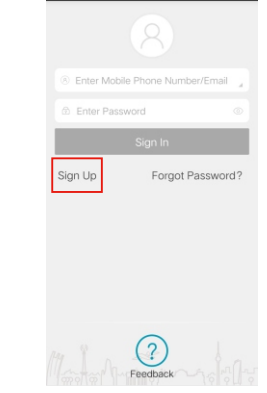 Enter Mobile Phone Number/Email
Enter Password
Sign In
Sign Up Forgot Password?
?
Feedback